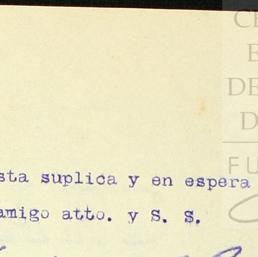 sta suplica y en espera
amigo atto. y S. S.